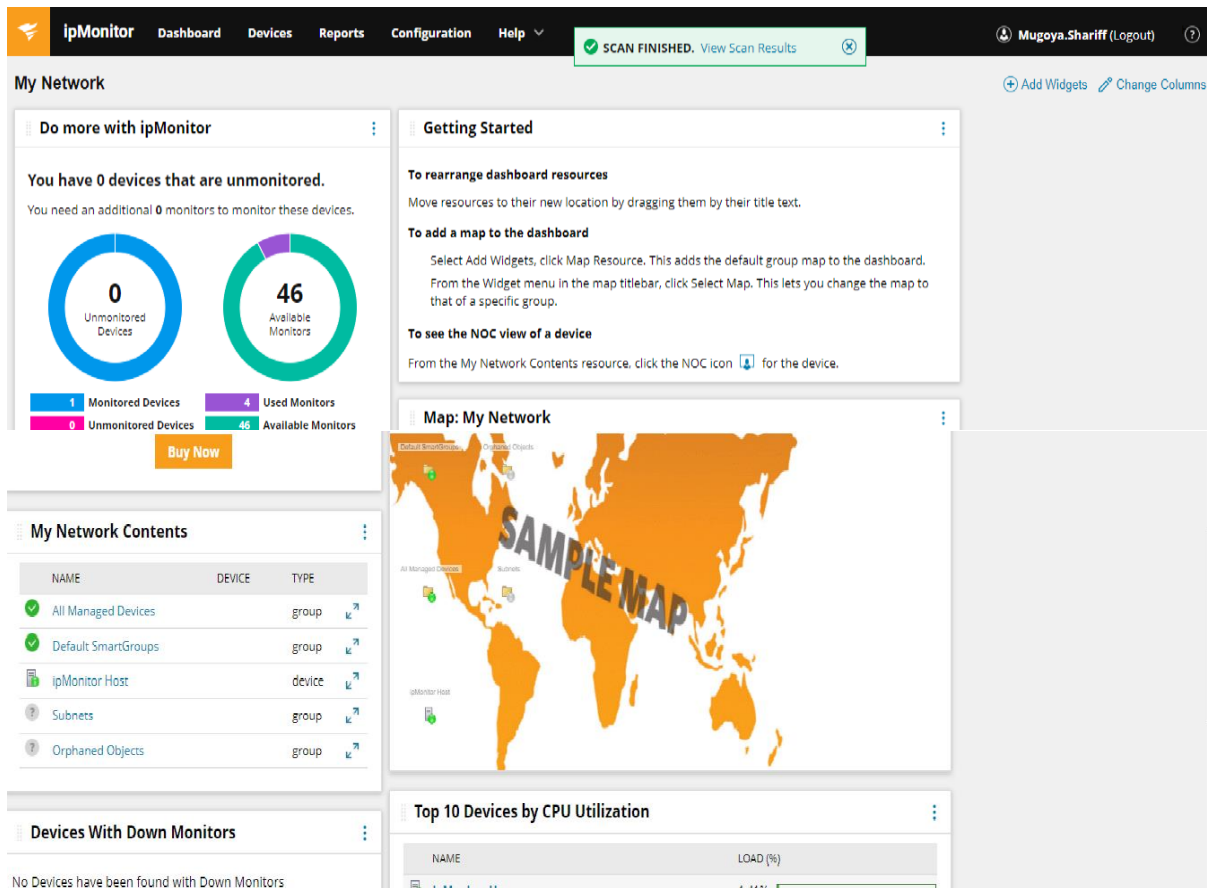 ipMonitor Dashboard Devices Reports Configuration Help
SCAN FINISHED. View Scan Results
Mugoya.Shariff (Logout) ?
My Network
Add Widgets Change Columns
Do more with ipMonitor
You have 0 devices that are unmonitored.
You need an additional 0 monitors to monitor these devices.
0
Unmonitored
Devices
46
Available
Monitors
1 Monitored Devices 4 Used Monitors
0 Unmonitored Devices 46 Available Monitors
Buy Now
Getting Started
To rearrange dashboard resources
Move resources to their new location by dragging them by their title text.
To add a map to the dashboard
Select Add Widgets, click Map Resource. This adds the default group map to the dashboard.
From the Widget menu in the map titlebar, click Select Map. This lets you change the map to
that of a specific group.
To see the NOC view of a device
From the My Network Contents resource, click the NOC icon for the device.
Map: My Network
Default SmartGroups Orphaned Objects
SAMPLE MAP
All Managed Devices Subnets
ipMonitor Host
My Network Contents
NAME DEVICE TYPE
All Managed Devices group
Default SmartGroups group
ipMonitor Host device
? Subnets group
? Orphaned Objects group
Devices With Down Monitors
No Devices have been found with Down Monitors
Top 10 Devices by CPU Utilization
NAME LOAD (%)